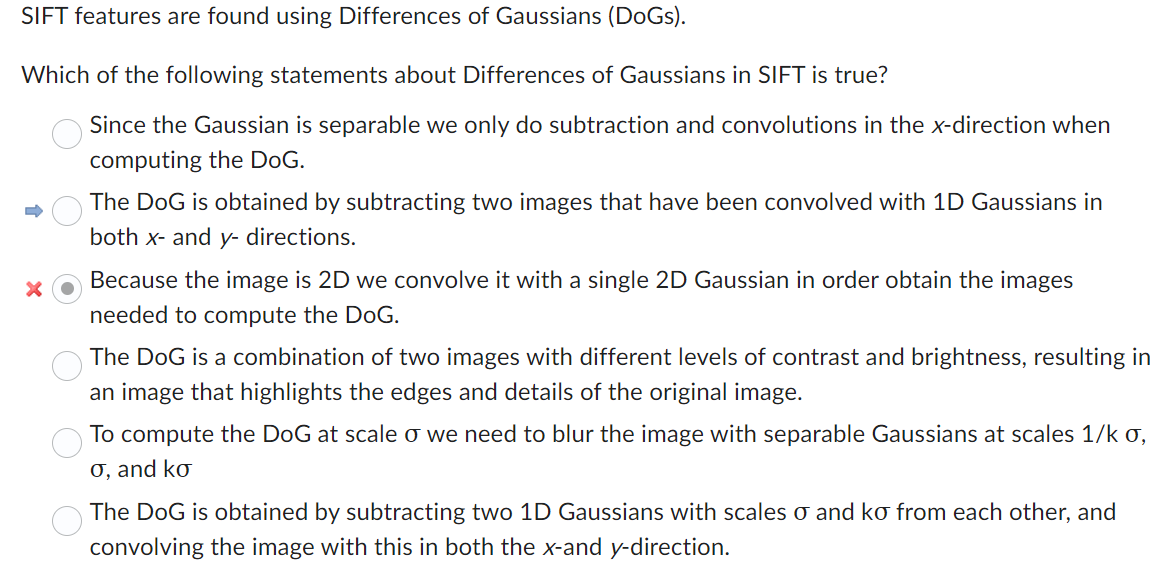 SIFT features are found using Differences of Gaussians (DoGs).
Which of the following statements about Differences of Gaussians in SIFT is true?
Since the Gaussian is separable we only do subtraction and convolutions in the x-direction when
computing the DoG.
The DoG is obtained by subtracting two images that have been convolved with 1D Gaussians in
both x- and y- directions.
Because the image is 2D we convolve it with a single 2D Gaussian in order obtain the images
needed to compute the DoG.
The DoG is a combination of two images with different levels of contrast and brightness, resulting in
an image that highlights the edges and details of the original image.
To compute the DoG at scale σ we need to blur the image with separable Gaussians at scales 1/k σ,
σ, and kσ
The DoG is obtained by subtracting two 1D Gaussians with scales σ and kσ from each other, and
convolving the image with this in both the x-and y-direction.